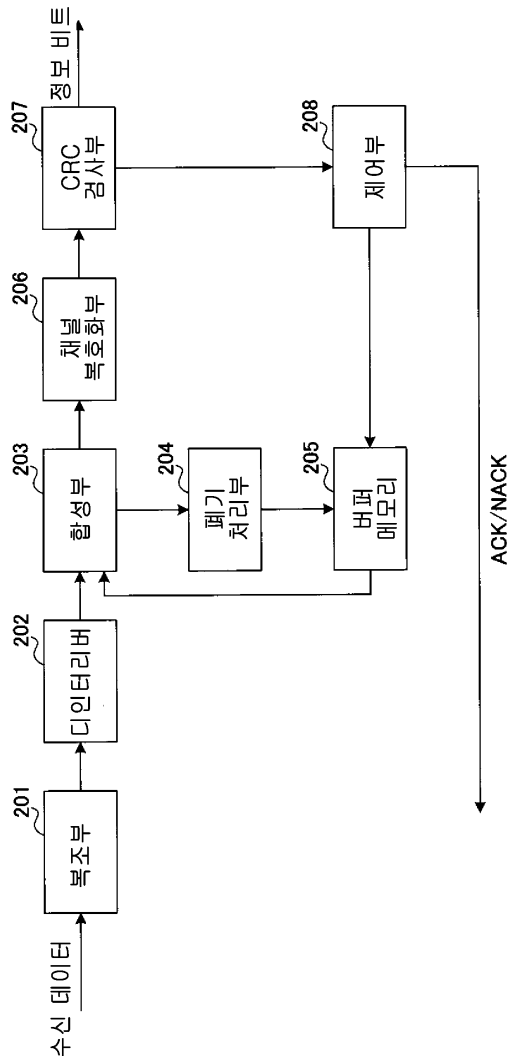 수신 데이터
201
복조부
202
디인터리버
203
합성부
206
채널
복호화부
207
CRC
검사부
정보 비트
204
폐기
처리부
205
버퍼
메모리
208
제어부
ACK/NACK